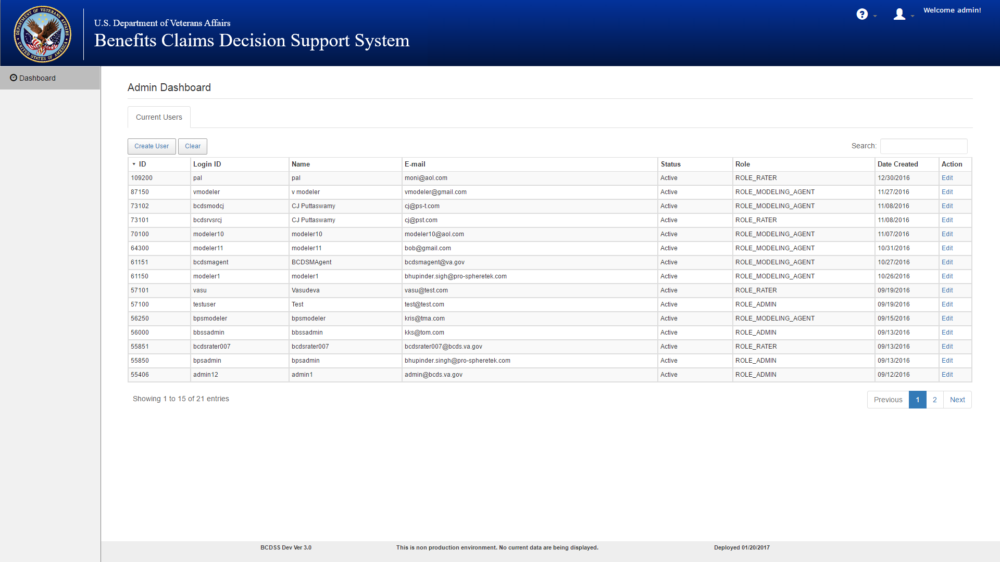 DEPARTMENT OF VETERANS AFFAIRS
UNITED STATES OF AMERICA
U.S. Department of Veterans Affairs
Benefits Claims Decision Support System
? Welcome admin!
Dashboard
Admin Dashboard
Current Users
Create User Clear Search:
ID Login ID Name E-mail Status Role Date Created Action
109200 pal pal moni@aol.com Active ROLE_RATER 12/30/2016 Edit
87150 vmodeler v modeler vmodeler@gmail.com Active ROLE_MODELING_AGENT 11/27/2016 Edit
73102 bcdsmodcj CJ Puttaswamy cj@ps-t.com Active ROLE_MODELING_AGENT 11/08/2016 Edit
73101 bcdsrvsrcj CJ Puttaswamy cj@pst.com Active ROLE_RATER 11/08/2016 Edit
70100 modeler10 modeler10 modeler10@aol.com Active ROLE_MODELING_AGENT 11/07/2016 Edit
64300 modeler11 modeler11 bob@gmail.com Active ROLE_MODELING_AGENT 10/31/2016 Edit
61151 bcdsmagent BCDSMAgent bcdsmagent@va.gov Active ROLE_MODELING_AGENT 10/27/2016 Edit
61150 modeler1 modeler1 bhupinder.sigh@pro-spheretek.com Active ROLE_MODELING_AGENT 10/26/2016 Edit
57101 vasu Vasudeva vasu@test.com Active ROLE_RATER 09/19/2016 Edit
57100 testuser Test test@test.com Active ROLE_ADMIN 09/19/2016 Edit
56250 bpsmodeler bpsmodeler kris@tma.com Active ROLE_MODELING_AGENT 09/15/2016 Edit
56000 bbssadmin bbssadmin kks@tom.com Active ROLE_ADMIN 09/13/2016 Edit
55851 bcdsrater007 bcdsrater007 bcdsrater007@bcds.va.gov Active ROLE_RATER 09/13/2016 Edit
55850 bpsadmin bpsadmin bhupinder.singh@pro-spheretek.com Active ROLE_ADMIN 09/13/2016 Edit
55406 admin12 admin1 admin@bcds.va.gov Active ROLE_ADMIN 09/12/2016 Edit
Showing 1 to 15 of 21 entries Previous 1 2 Next
BCDSS Dev Ver 3.0 This is non production environment. No current data are being displayed. Deployed 01/20/2017